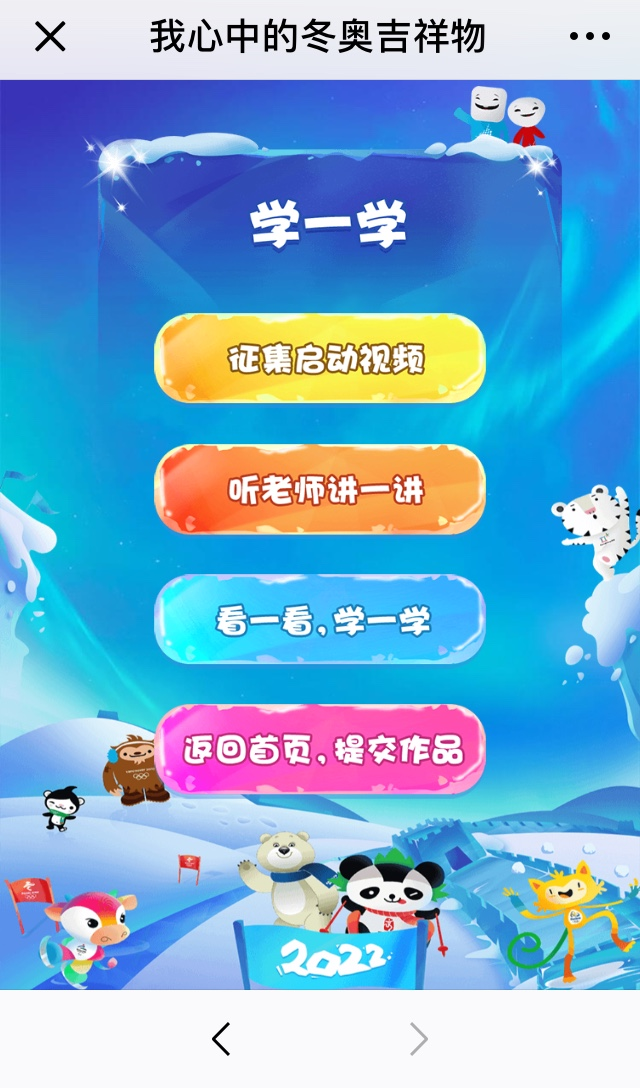 我心中的冬奥吉祥物
学一学
征集启动视频
听老师讲一讲
看一看，学一学
返回首页，提交作品
2022